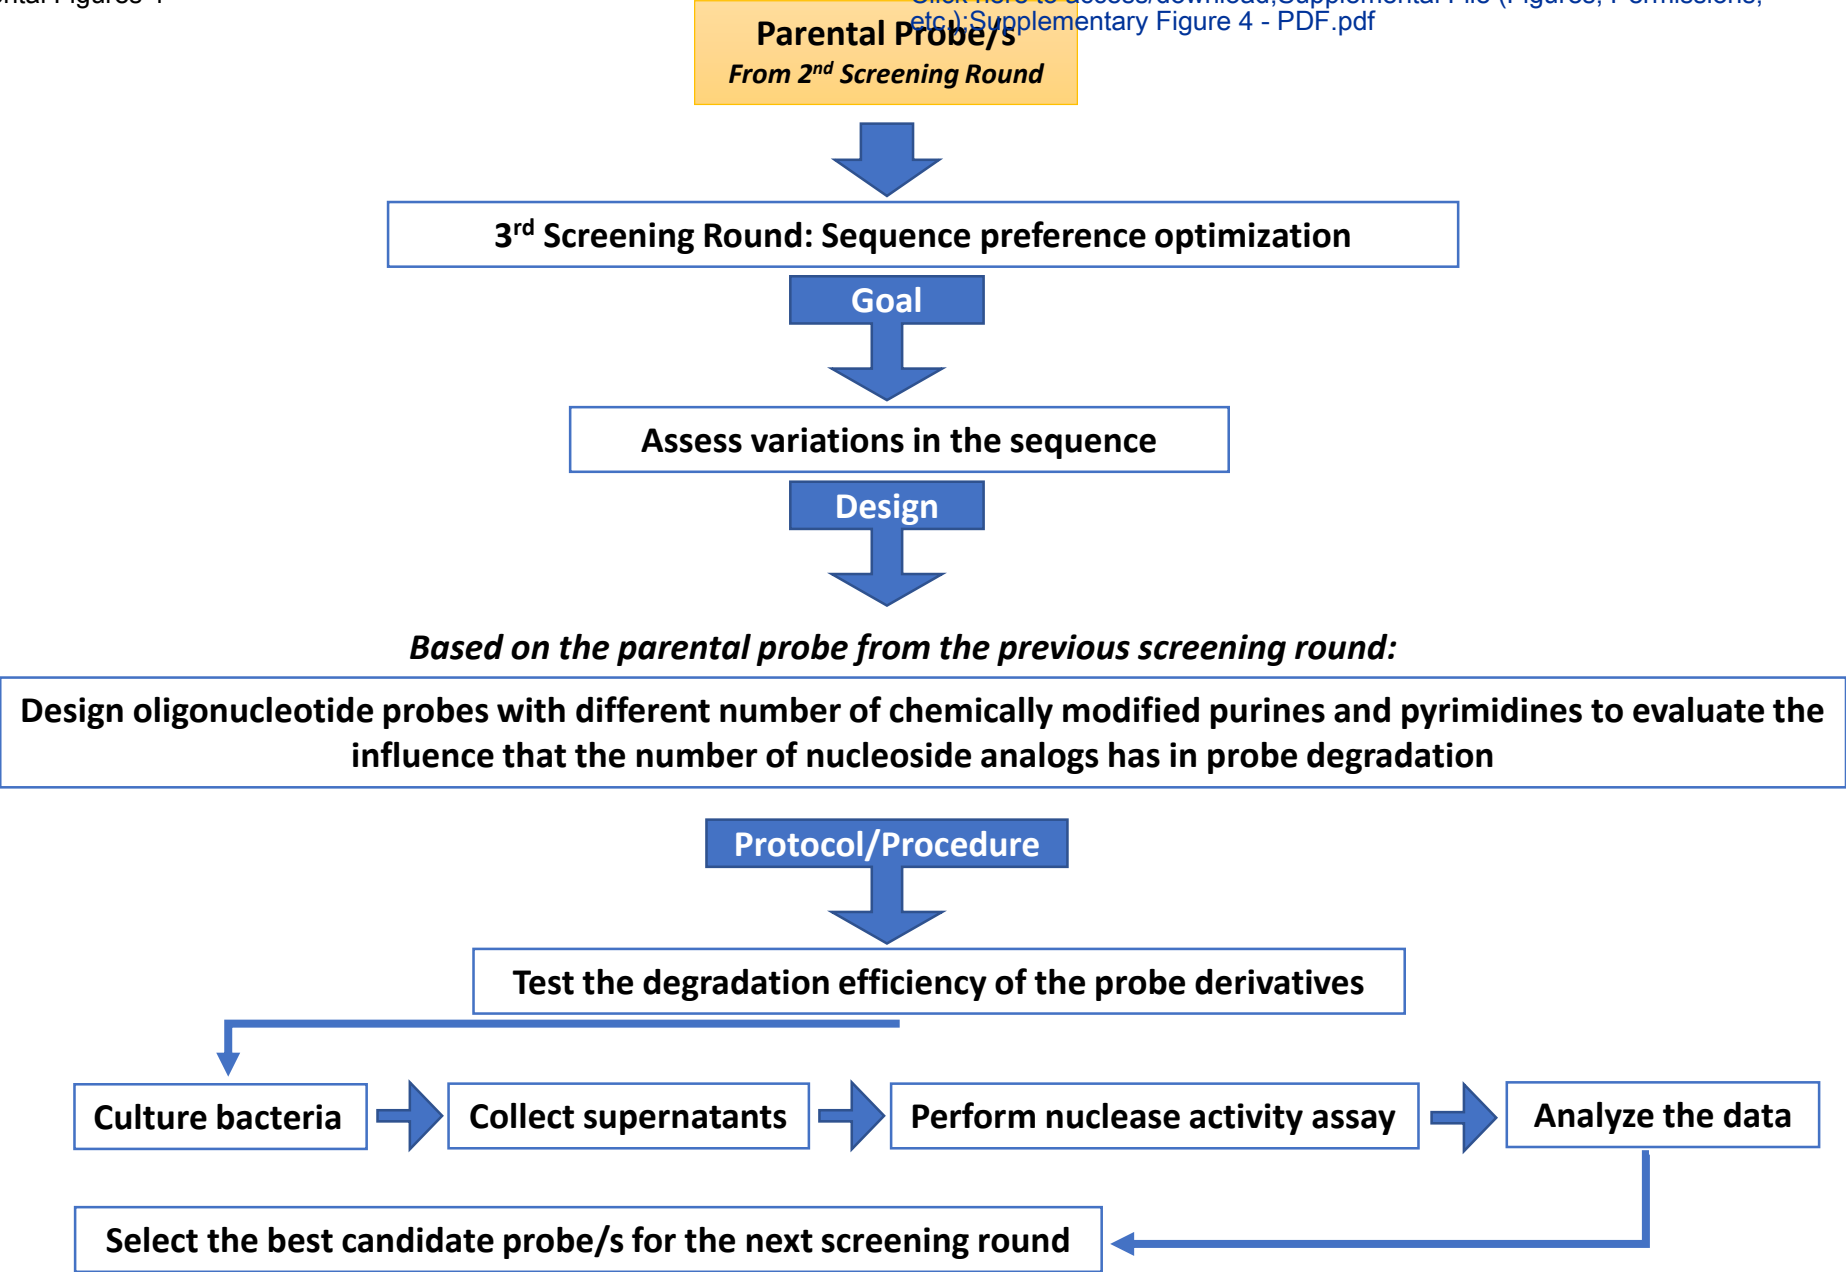 Parental Probe/s
From 2nd Screening Round
etc.);Supplementary Figure 4 - PDF.pdf
3rd Screening Round: Sequence preference optimization
Goal
Assess variations in the sequence
Design
Based on the parental probe from the previous screening round:
Design oligonucleotide probes with different number of chemically modified purines and pyrimidines to evaluate the
influence that the number of nucleoside analogs has in probe degradation
Protocol/Procedure
Test the degradation efficiency of the probe derivatives
Culture bacteria
Collect supernatants
Perform nuclease activity assay
Analyze the data
Select the best candidate probe/s for the next screening round